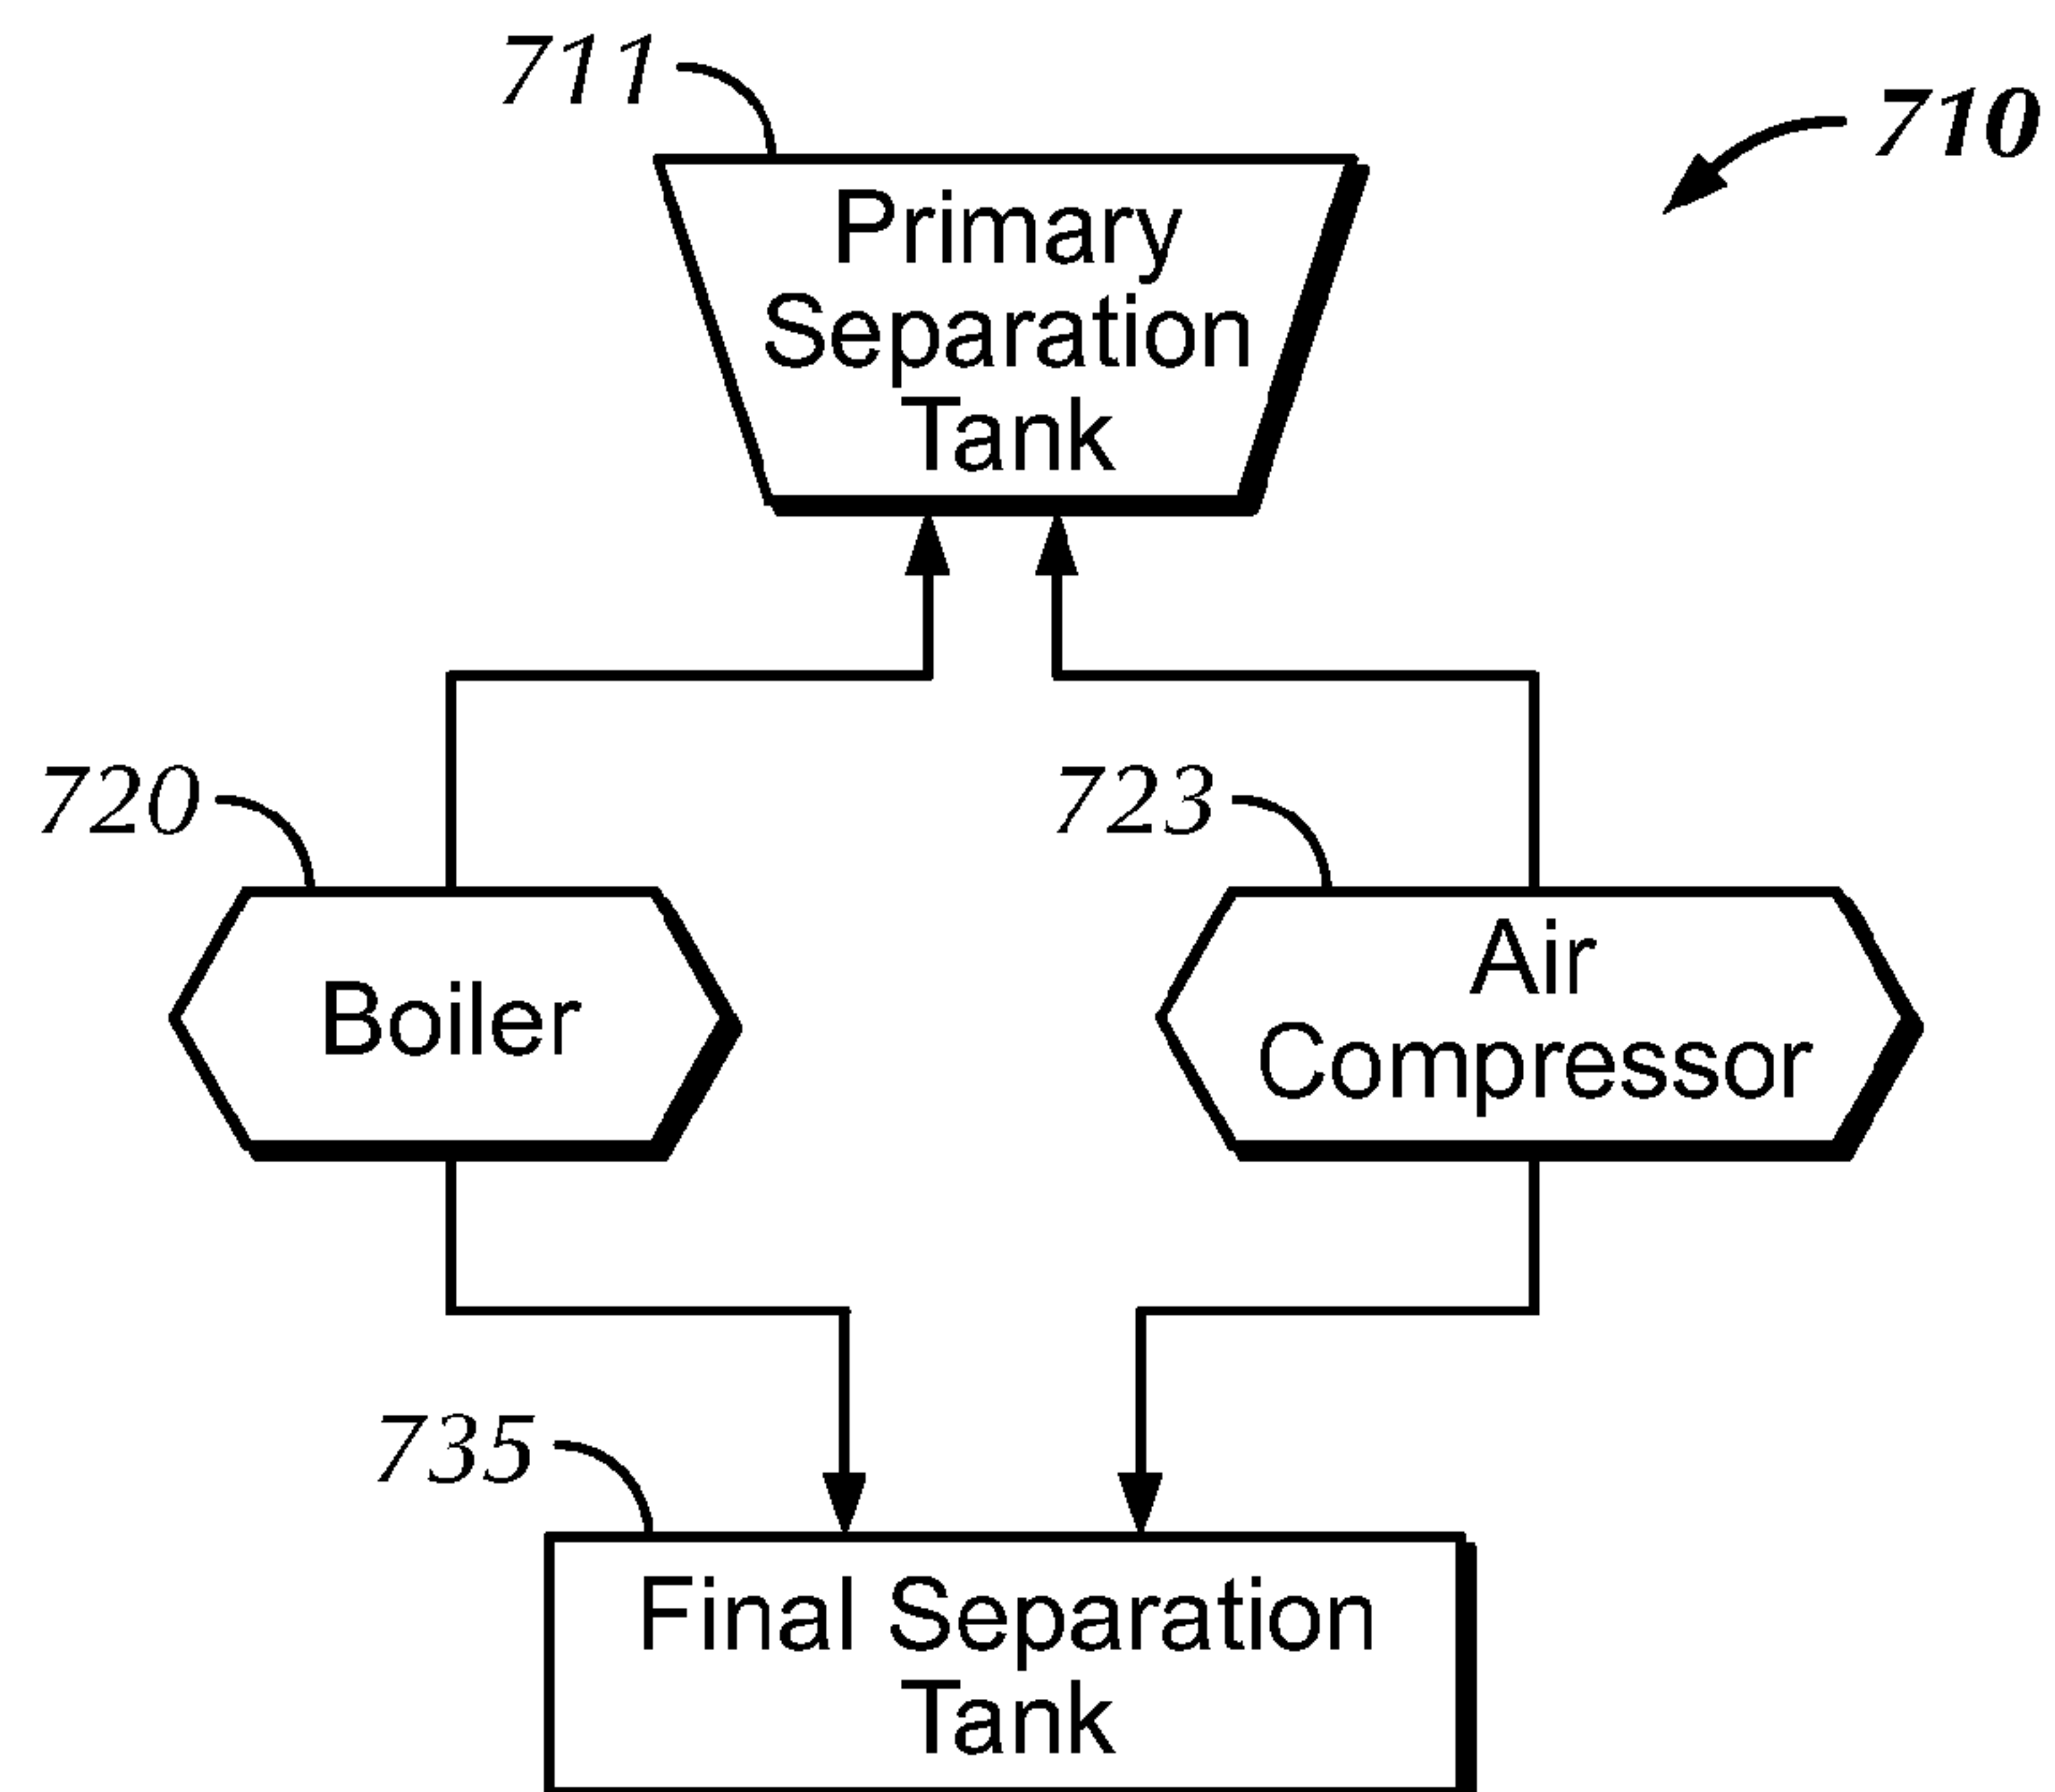 711
710
Primary
Separation
Tank
720
723
Boiler
Air
Compressor
735
Final Separation
Tank